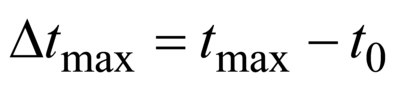 Δt_max = t_max − t_0